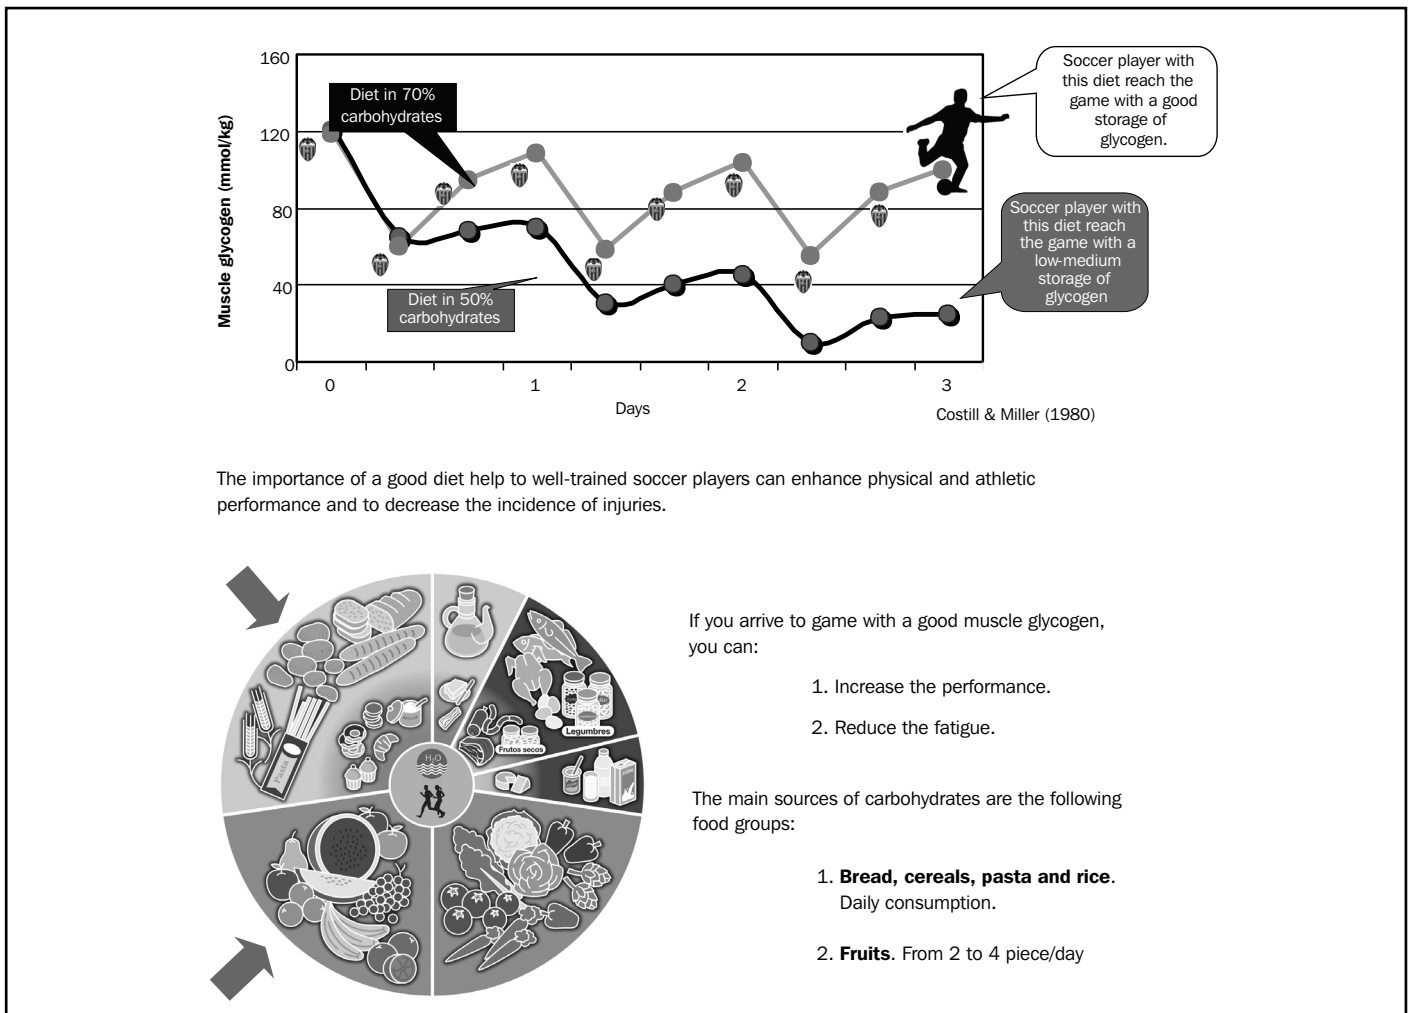 160
120
80
40
0
Muscle glycogen (mmol/kg)
Diet in 70%
carbohydrates
Diet in 50%
carbohydrates
Soccer player with
this diet reach the
game with a good
storage of
glycogen.
Soccer player with
this diet reach
the game with a
low-medium
storage of
glycogen
0 1 2 3
Days
Costill & Miller (1980)
The importance of a good diet help to well-trained soccer players can enhance physical and athletic
performance and to decrease the incidence of injuries.
Legumbres
Frutos secos
H₂O
Pasta
If you arrive to game with a good muscle glycogen,
you can:
1. Increase the performance.
2. Reduce the fatigue.
The main sources of carbohydrates are the following
food groups:
1. Bread, cereals, pasta and rice.
Daily consumption.
2. Fruits. From 2 to 4 piece/day